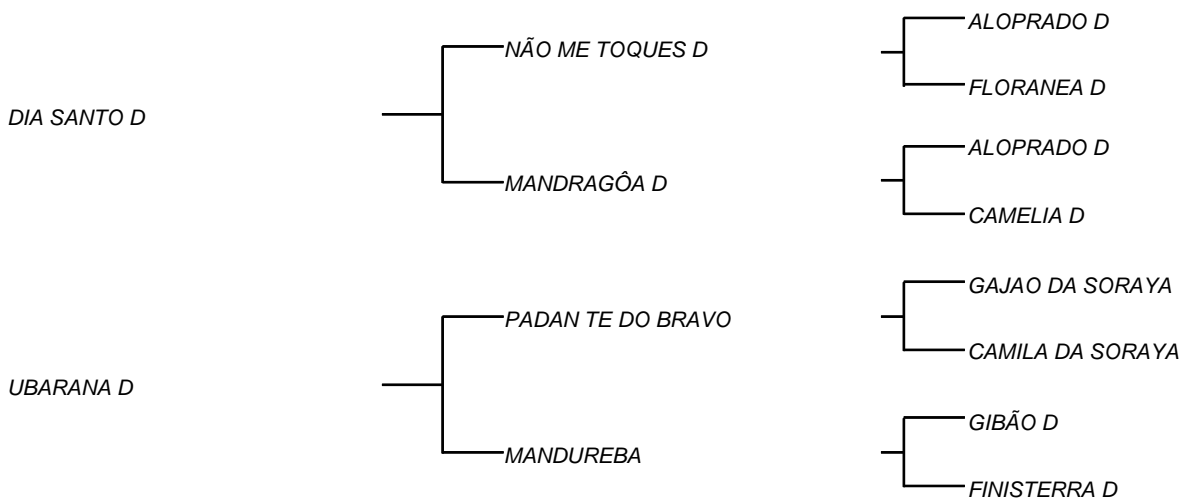 ALOPRADO D
NÃO ME TOQUES D
FLORANEA D
DIA SANTO D
ALOPRADO D
MANDRAGÔA D
CAMELIA D
GAJAO DA SORAYA
PADAN TE DO BRAVO
CAMILA DA SORAYA
UBARANA D
GIBÃO D
MANDUREBA
FINISTERRA D